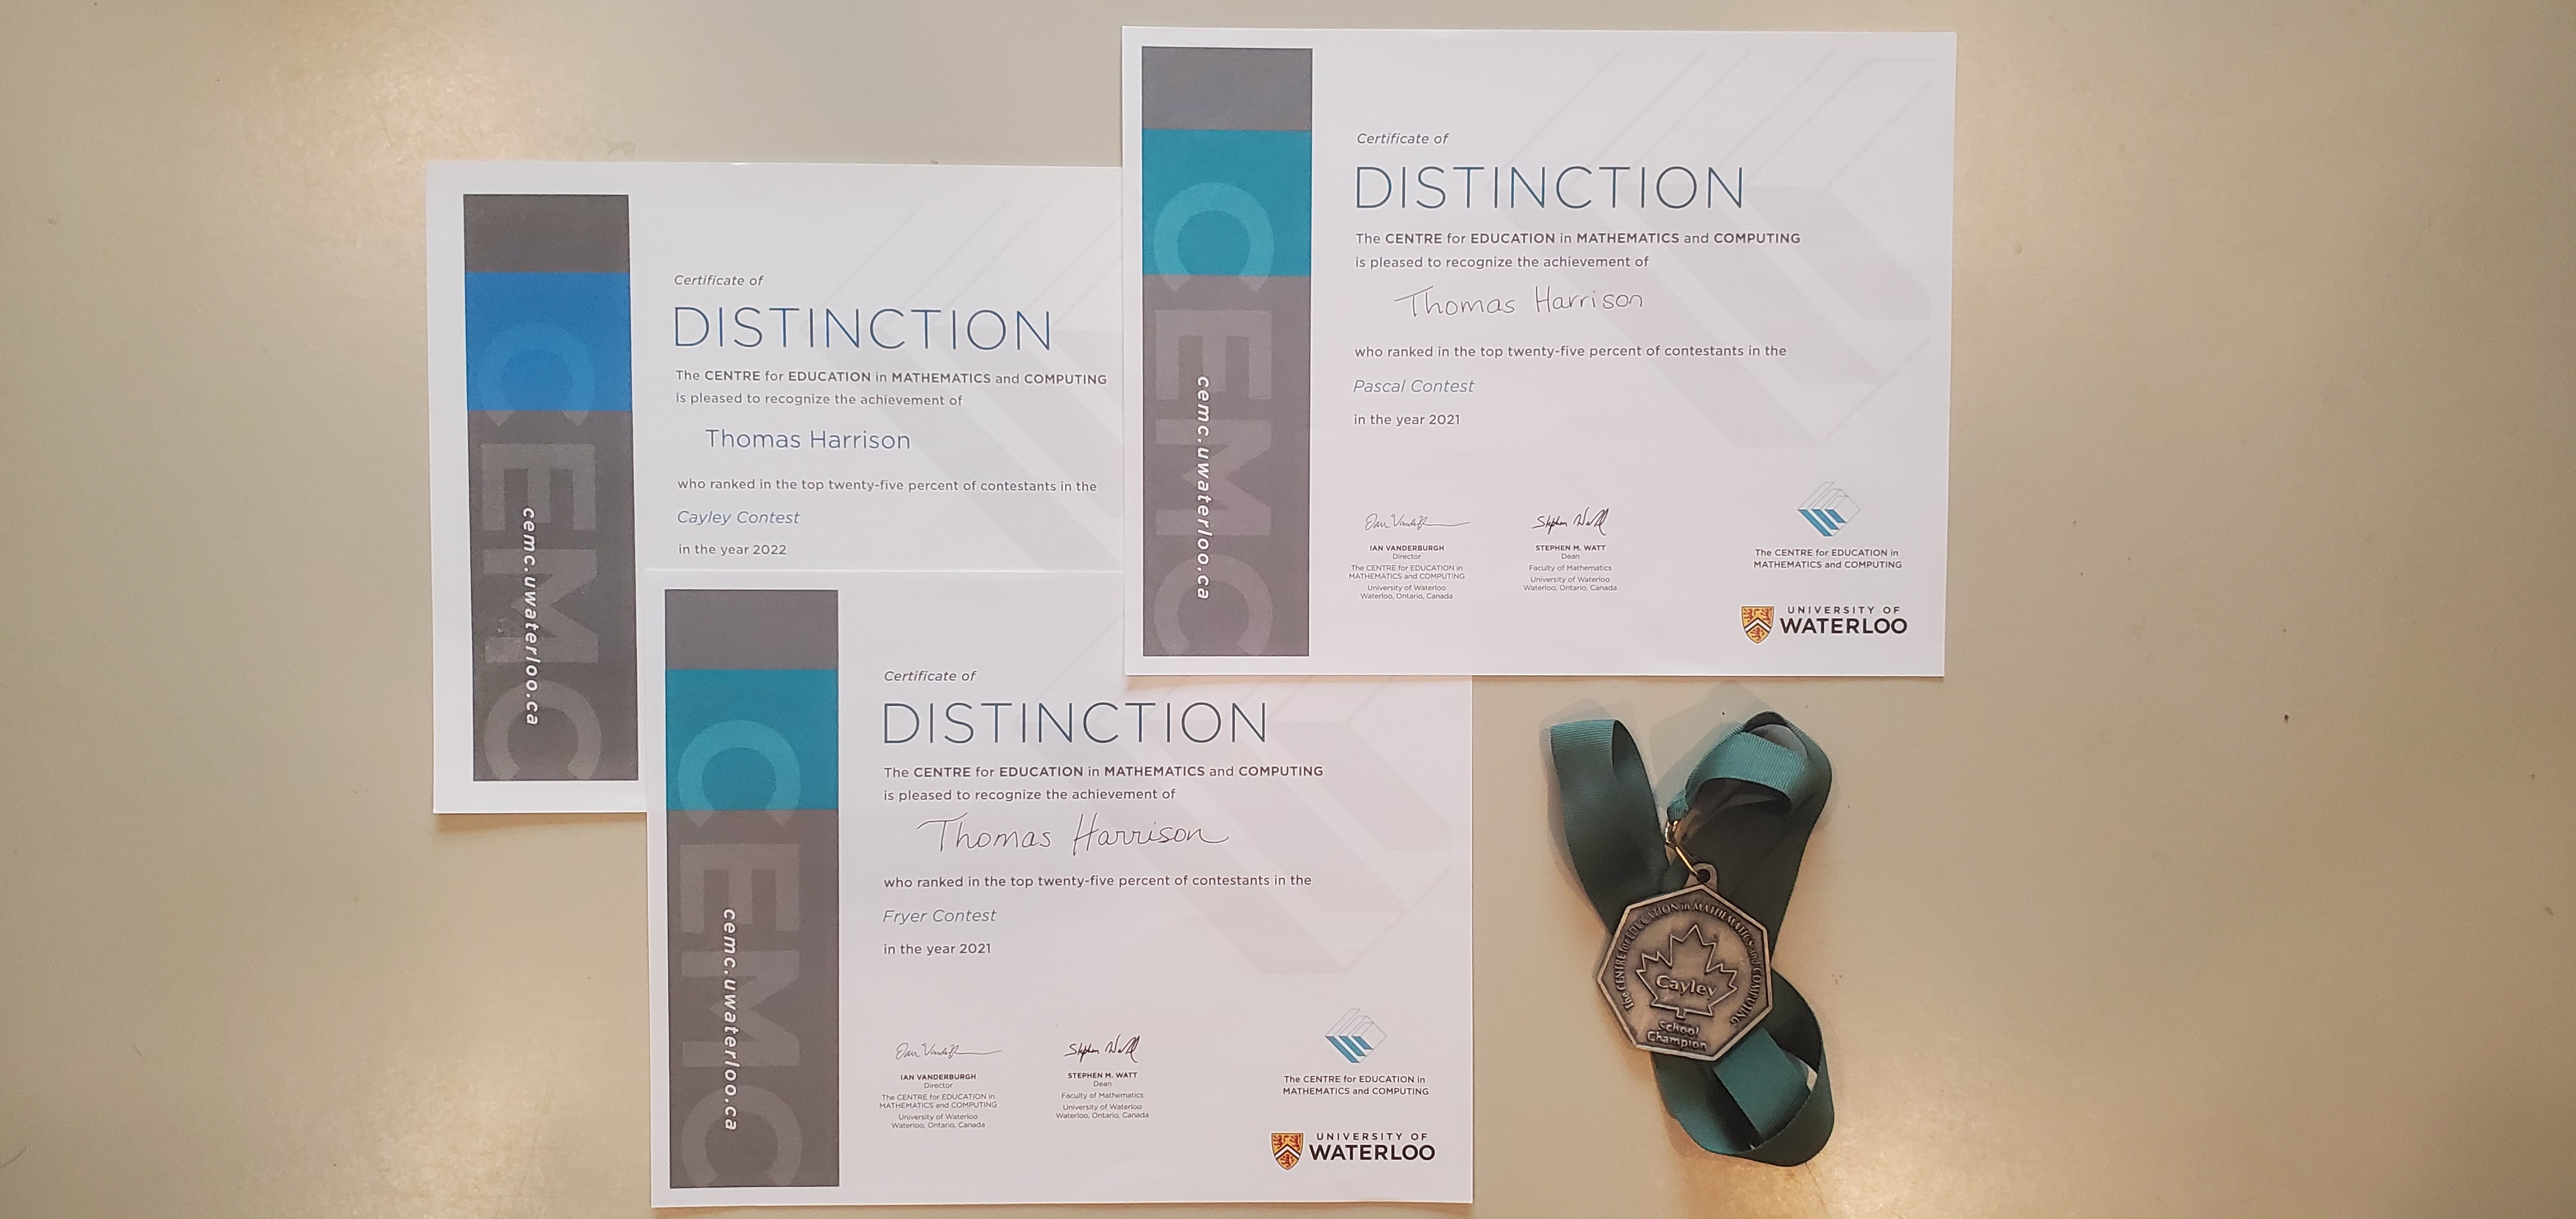 CEMC
cemc.uwaterloo.ca
Certificate of
DISTINCTION
The CENTRE for EDUCATION in MATHEMATICS and COMPUTING
is pleased to recognize the achievement of
Thomas Harrison
who ranked in the top twenty-five percent of contestants in the
Cayley Contest
in the year 2022
CEMC
cemc.uwaterloo.ca
Certificate of
DISTINCTION
The CENTRE for EDUCATION in MATHEMATICS and COMPUTING
is pleased to recognize the achievement of
Thomas Harrison
who ranked in the top twenty-five percent of contestants in the
Pascal Contest
in the year 2021
IAN VANDERBURGH
Director
The CENTRE for EDUCATION in
MATHEMATICS and COMPUTING
University of Waterloo
Waterloo, Ontario, Canada
STEPHEN M. WATT
Dean
Faculty of Mathematics
University of Waterloo
Waterloo, Ontario, Canada
The CENTRE for EDUCATION in
MATHEMATICS and COMPUTING
UNIVERSITY OF
WATERLOO
CEMC
cemc.uwaterloo.ca
Certificate of
DISTINCTION
The CENTRE for EDUCATION in MATHEMATICS and COMPUTING
is pleased to recognize the achievement of
Thomas Harrison
who ranked in the top twenty-five percent of contestants in the
Fryer Contest
in the year 2021
IAN VANDERBURGH
Director
The CENTRE for EDUCATION in
MATHEMATICS and COMPUTING
University of Waterloo
Waterloo, Ontario, Canada
STEPHEN M. WATT
Dean
Faculty of Mathematics
University of Waterloo
Waterloo, Ontario, Canada
The CENTRE for EDUCATION in
MATHEMATICS and COMPUTING
UNIVERSITY OF
WATERLOO
The CENTRE for EDUCATION in MATHEMATICS and COMPUTING
Cayley
School
Champion